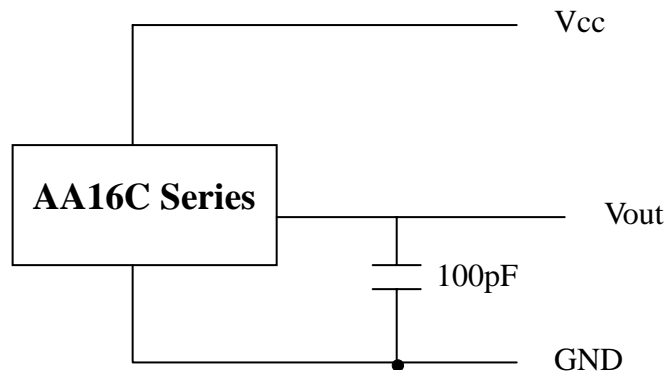 Vcc
AA16C Series
Vout
100pF
GND